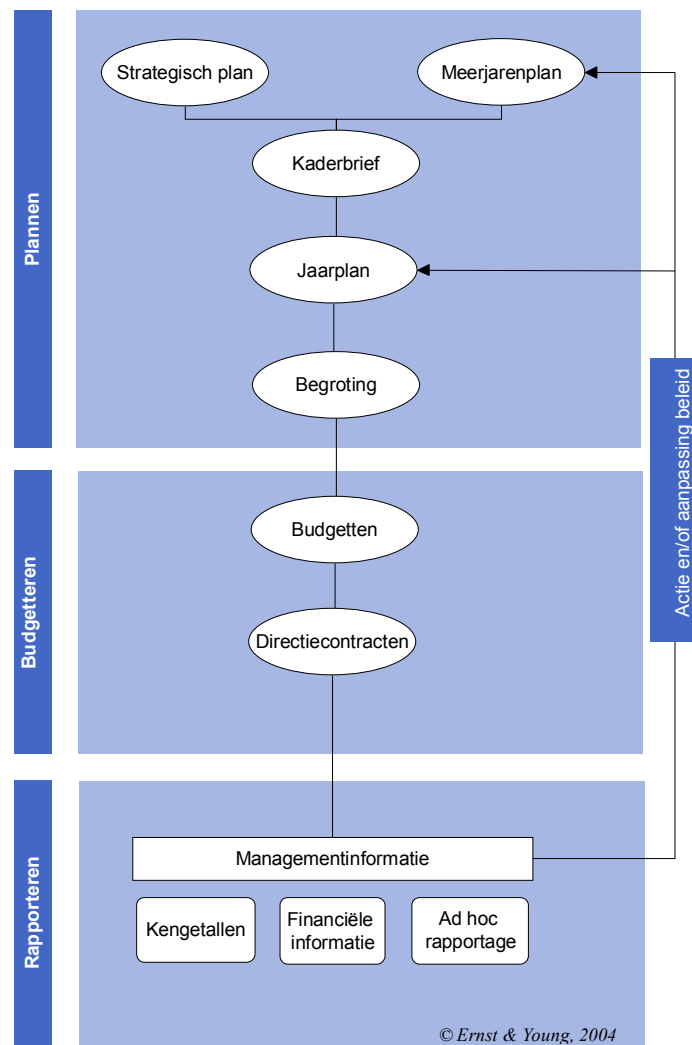 Plannen
Strategisch plan
Meerjarenplan
Kaderbrief
Jaarplan
Begroting
Actie en/of aanpassing beleid
Budgetteren
Budgetten
Directiecontracten
Rapporteren
Managementinformatie
Kengetallen
Financiële
informatie
Ad hoc
rapportage
© Ernst & Young, 2004